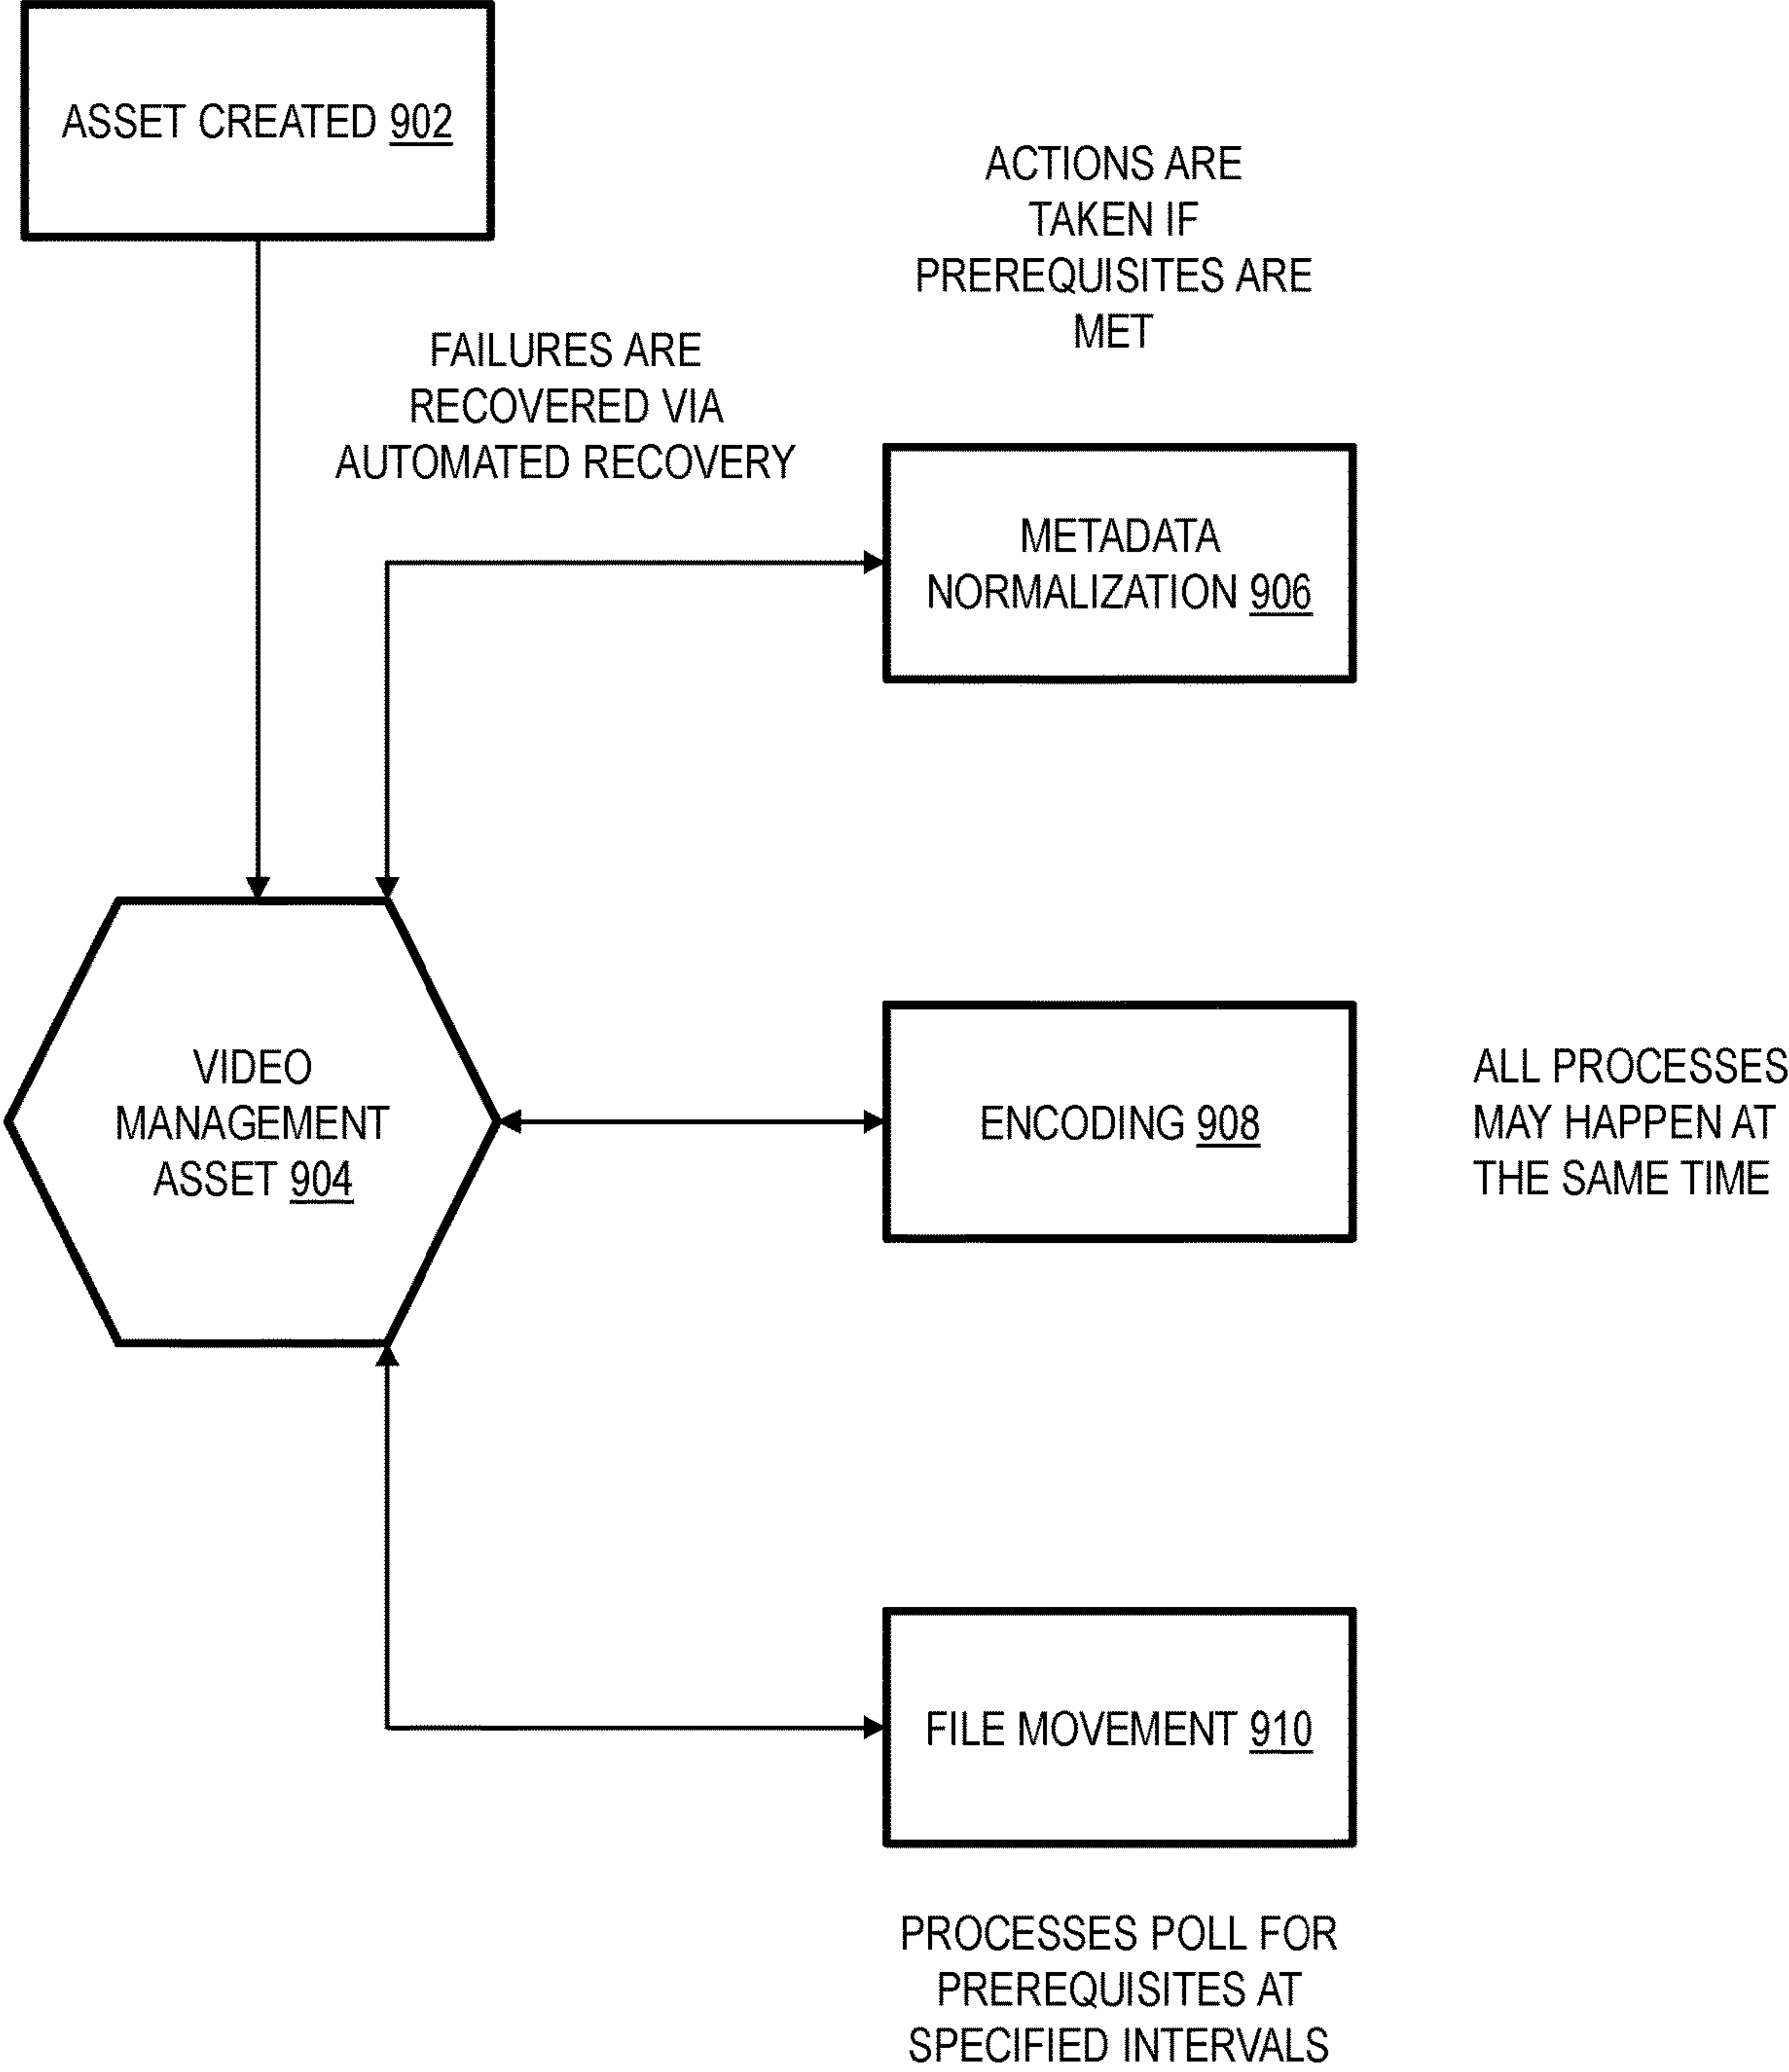 ASSET CREATED 902
ACTIONS ARE
TAKEN IF
PREREQUISITES ARE
MET
FAILURES ARE
RECOVERED VIA
AUTOMATED RECOVERY
METADATA
NORMALIZATION 906
VIDEO
MANAGEMENT
ASSET 904
ENCODING 908
ALL PROCESSES
MAY HAPPEN AT
THE SAME TIME
FILE MOVEMENT 910
PROCESSES POLL FOR
PREREQUISITES AT
SPECIFIED INTERVALS